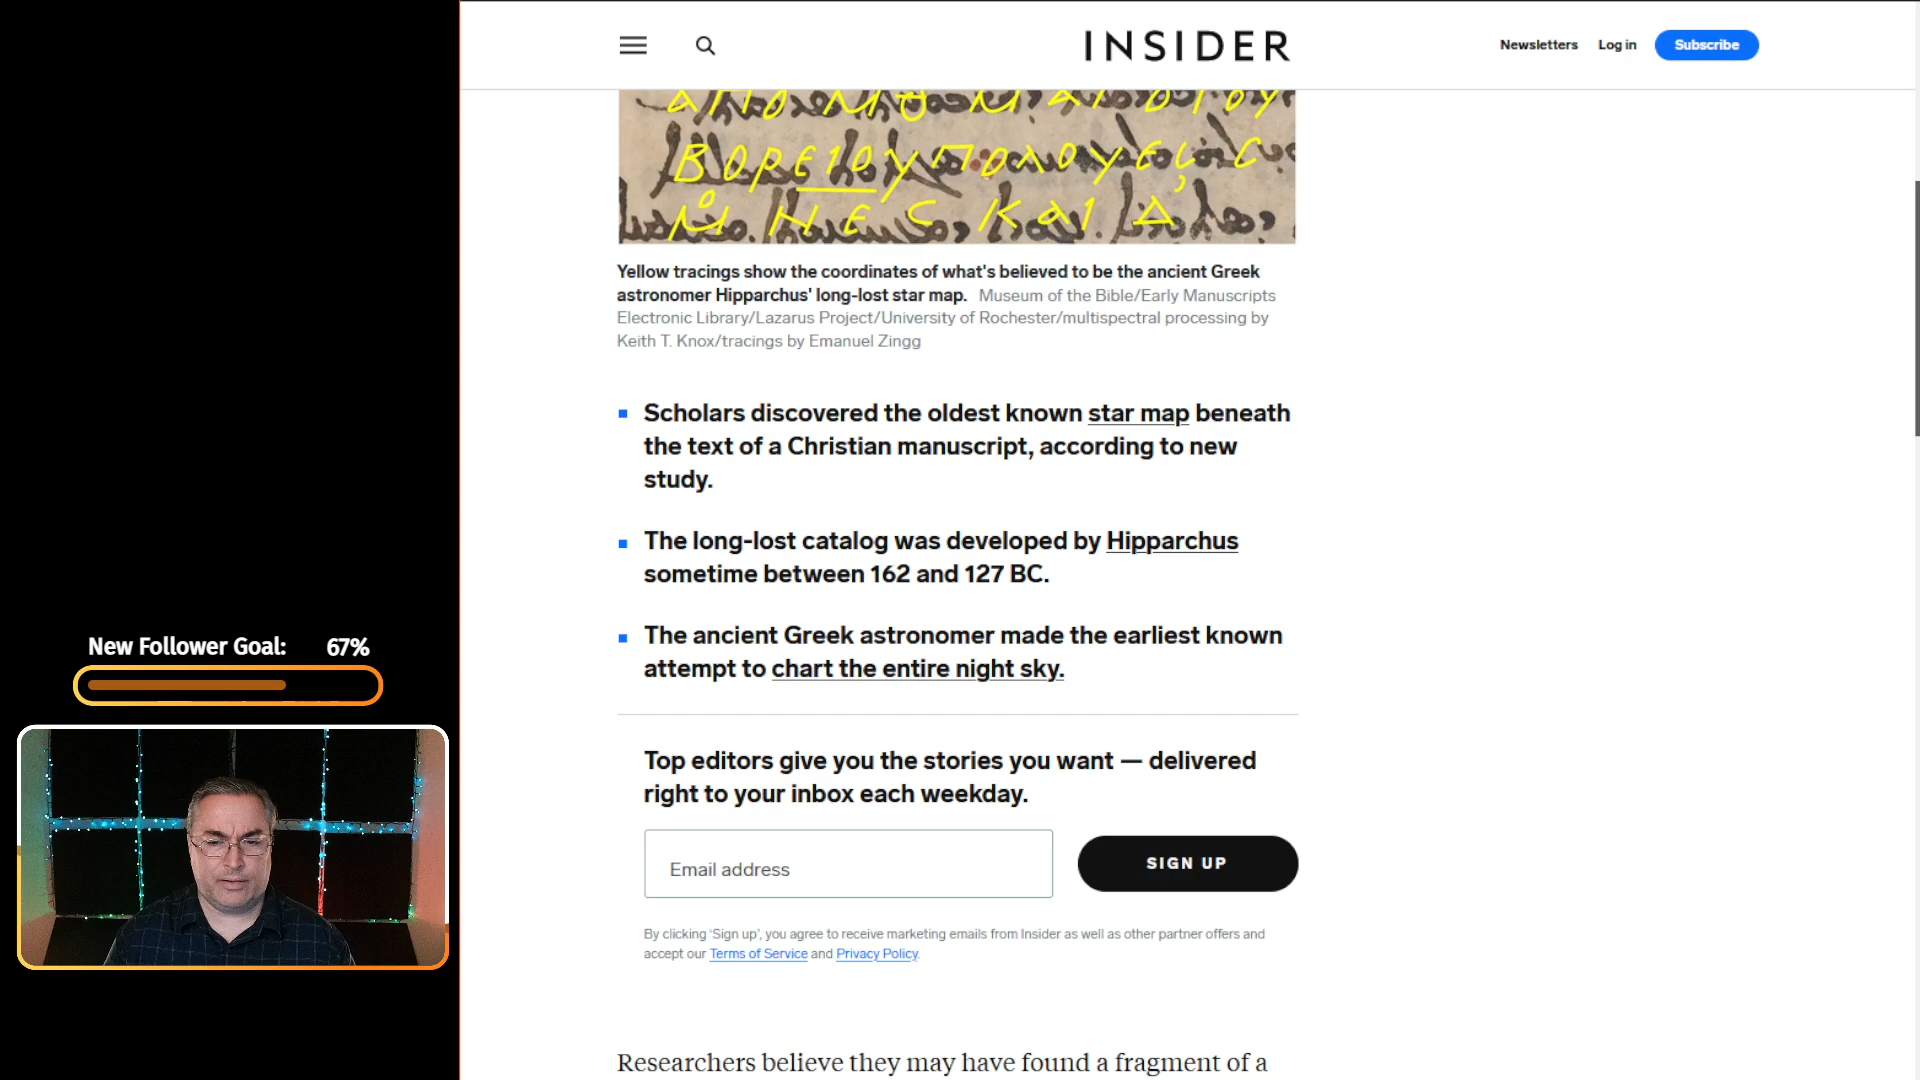 INSIDER
Newsletters
Log in
Subscribe
ΒΟΡΕΙΟΥ ΠΟΛΟΥ
ΚΑΙ
Yellow tracings show the coordinates of what's believed to be the ancient Greek
astronomer Hipparchus' long-lost star map. Museum of the Bible/Early Manuscripts
Electronic Library/Lazarus Project/University of Rochester/multispectral processing by
Keith T. Knox/tracings by Emanuel Zingg
Scholars discovered the oldest known star map beneath
the text of a Christian manuscript, according to new
study.
The long-lost catalog was developed by Hipparchus
sometime between 162 and 127 BC.
The ancient Greek astronomer made the earliest known
attempt to chart the entire night sky.
Top editors give you the stories you want — delivered
right to your inbox each weekday.
Email address
SIGN UP
By clicking 'Sign up', you agree to receive marketing emails from Insider as well as other partner offers and
accept our Terms of Service and Privacy Policy.
Researchers believe they may have found a fragment of a
New Follower Goal: 67%